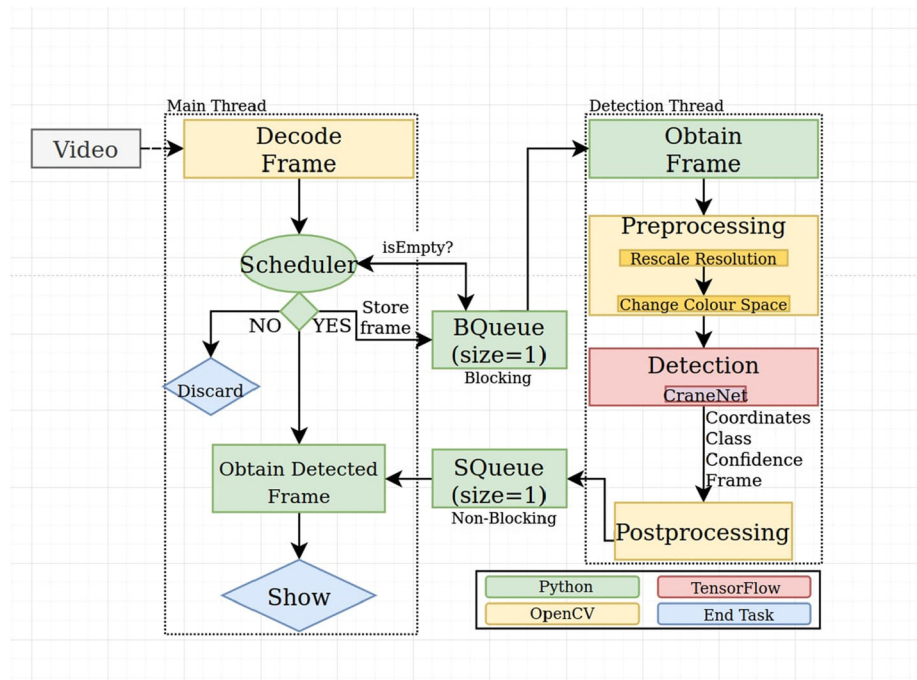 Main Thread
Detection Thread
Video
Decode
Frame
Obtain
Frame
Scheduler
isEmpty?
Preprocessing
Rescale Resolution
Change Colour Space
NO
YES
Store
frame
BQueue
(size=1)
Blocking
Discard
Detection
CraneNet
Coordinates
Class
Confidence
Frame
Obtain Detected
Frame
SQueue
(size=1)
Non-Blocking
Postprocessing
Show
Python
TensorFlow
OpenCV
End Task